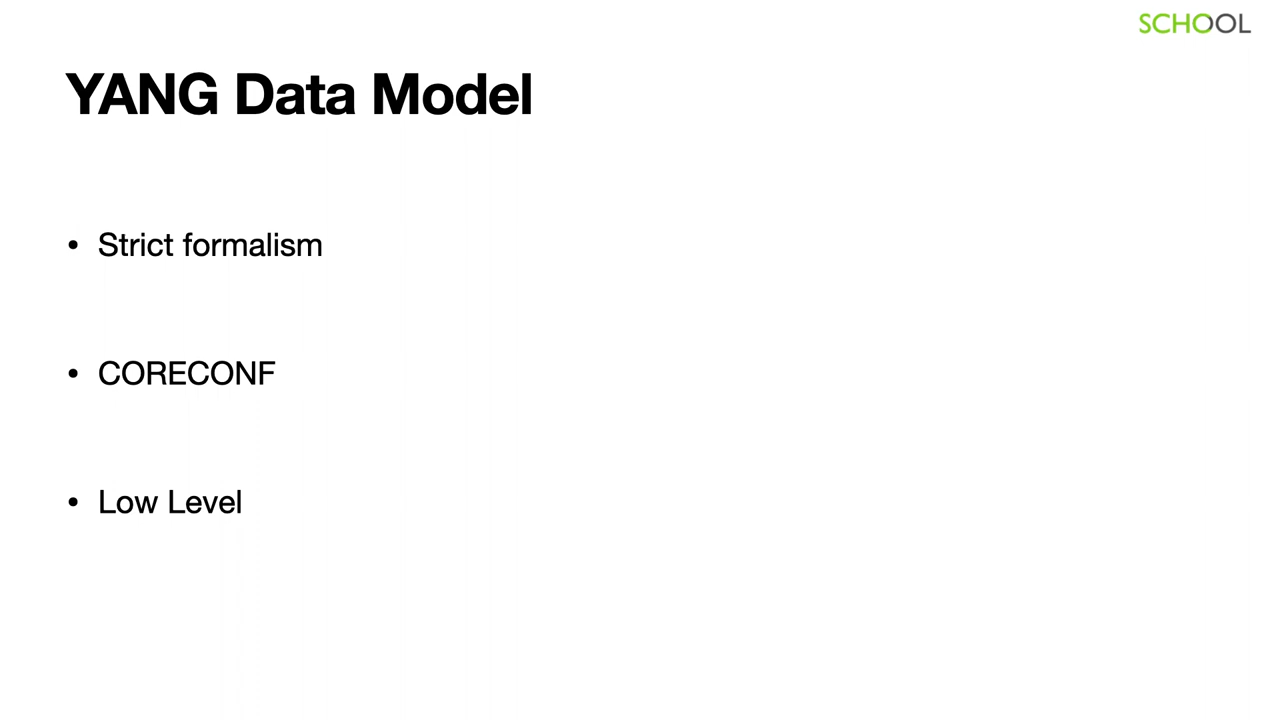 SCHOOL
YANG Data Model
• Strict formalism
• CORECONF
• Low Level